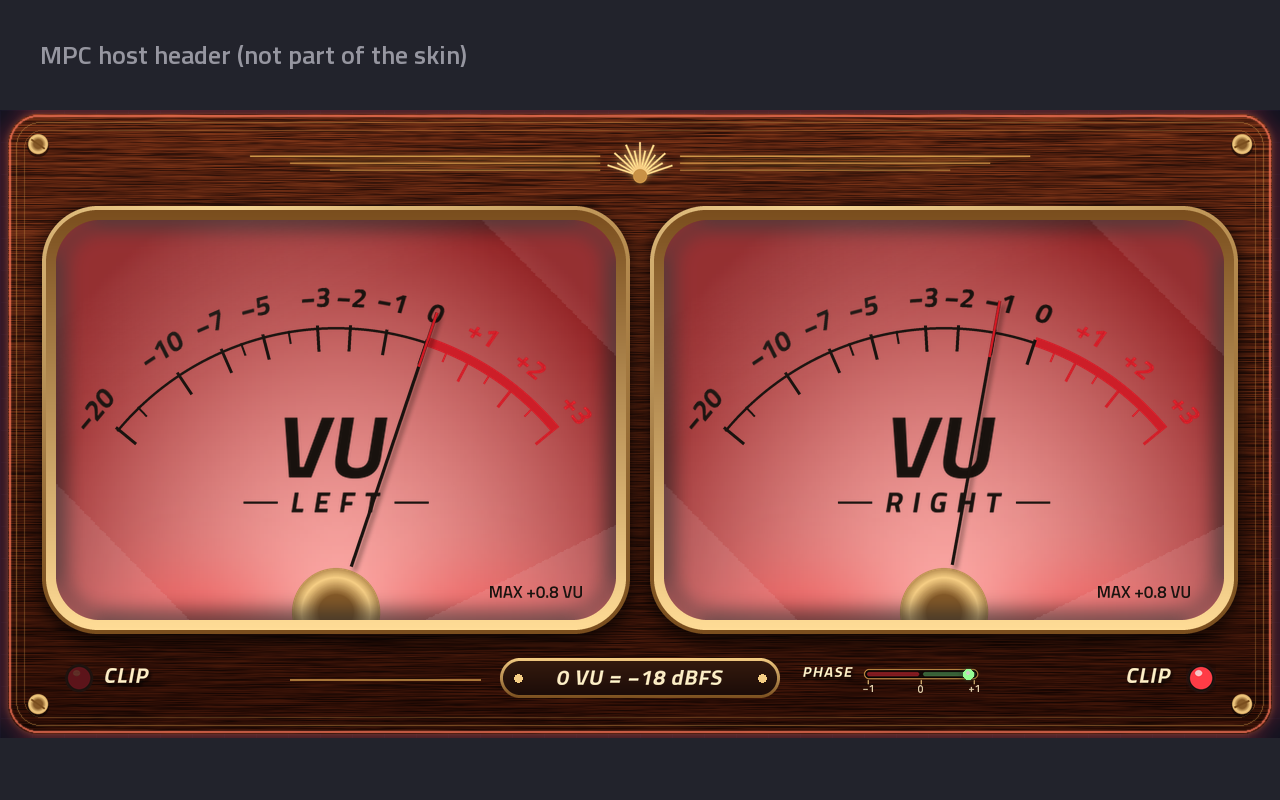 MPC host header (not part of the skin)
−20 −10 −7 −5 −3 −2 −1 0 +1 +2 +3
VU
LEFT
MAX +0.8 VU
−20 −10 −7 −5 −3 −2 −1 0 +1 +2 +3
VU
RIGHT
MAX +0.8 VU
CLIP
0 VU = −18 dBFS
PHASE
−1 0 +1
CLIP